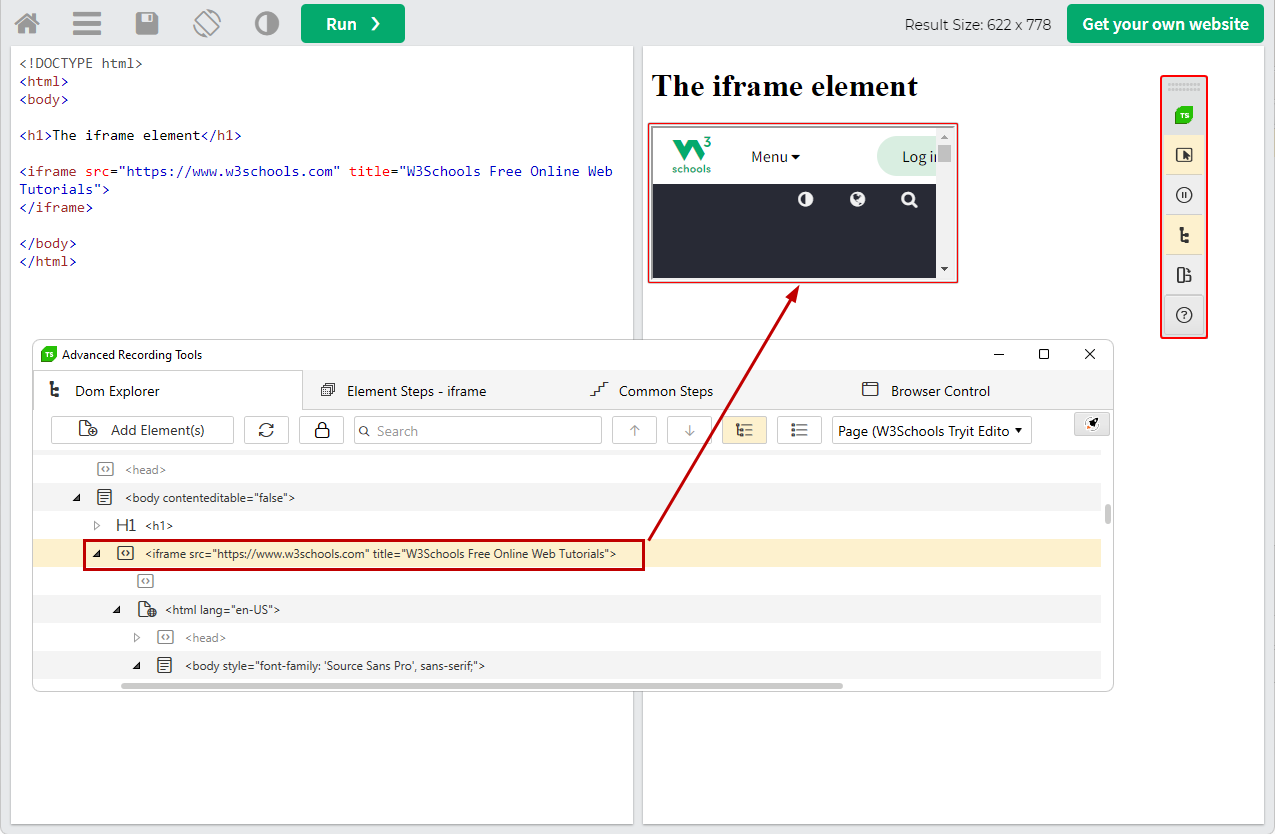 Run ❯
Result Size: 622 x 778
Get your own website
<!DOCTYPE html>
<html>
<body>
<h1>The iframe element</h1>
<iframe src="https://www.w3schools.com" title="W3Schools Free Online Web
Tutorials">
</iframe>
</body>
</html>
The iframe element
W3
schools
Menu
Log i
TS
TS Advanced Recording Tools
Dom Explorer
Element Steps - iframe
Common Steps
Browser Control
Add Element(s)
Search
Page (W3Schools Tryit Edito
<head>
<body contenteditable="false">
H1 <h1>
<iframe src="https://www.w3schools.com" title="W3Schools Free Online Web Tutorials">
<html lang="en-US">
<head>
<body style="font-family: 'Source Sans Pro', sans-serif;">